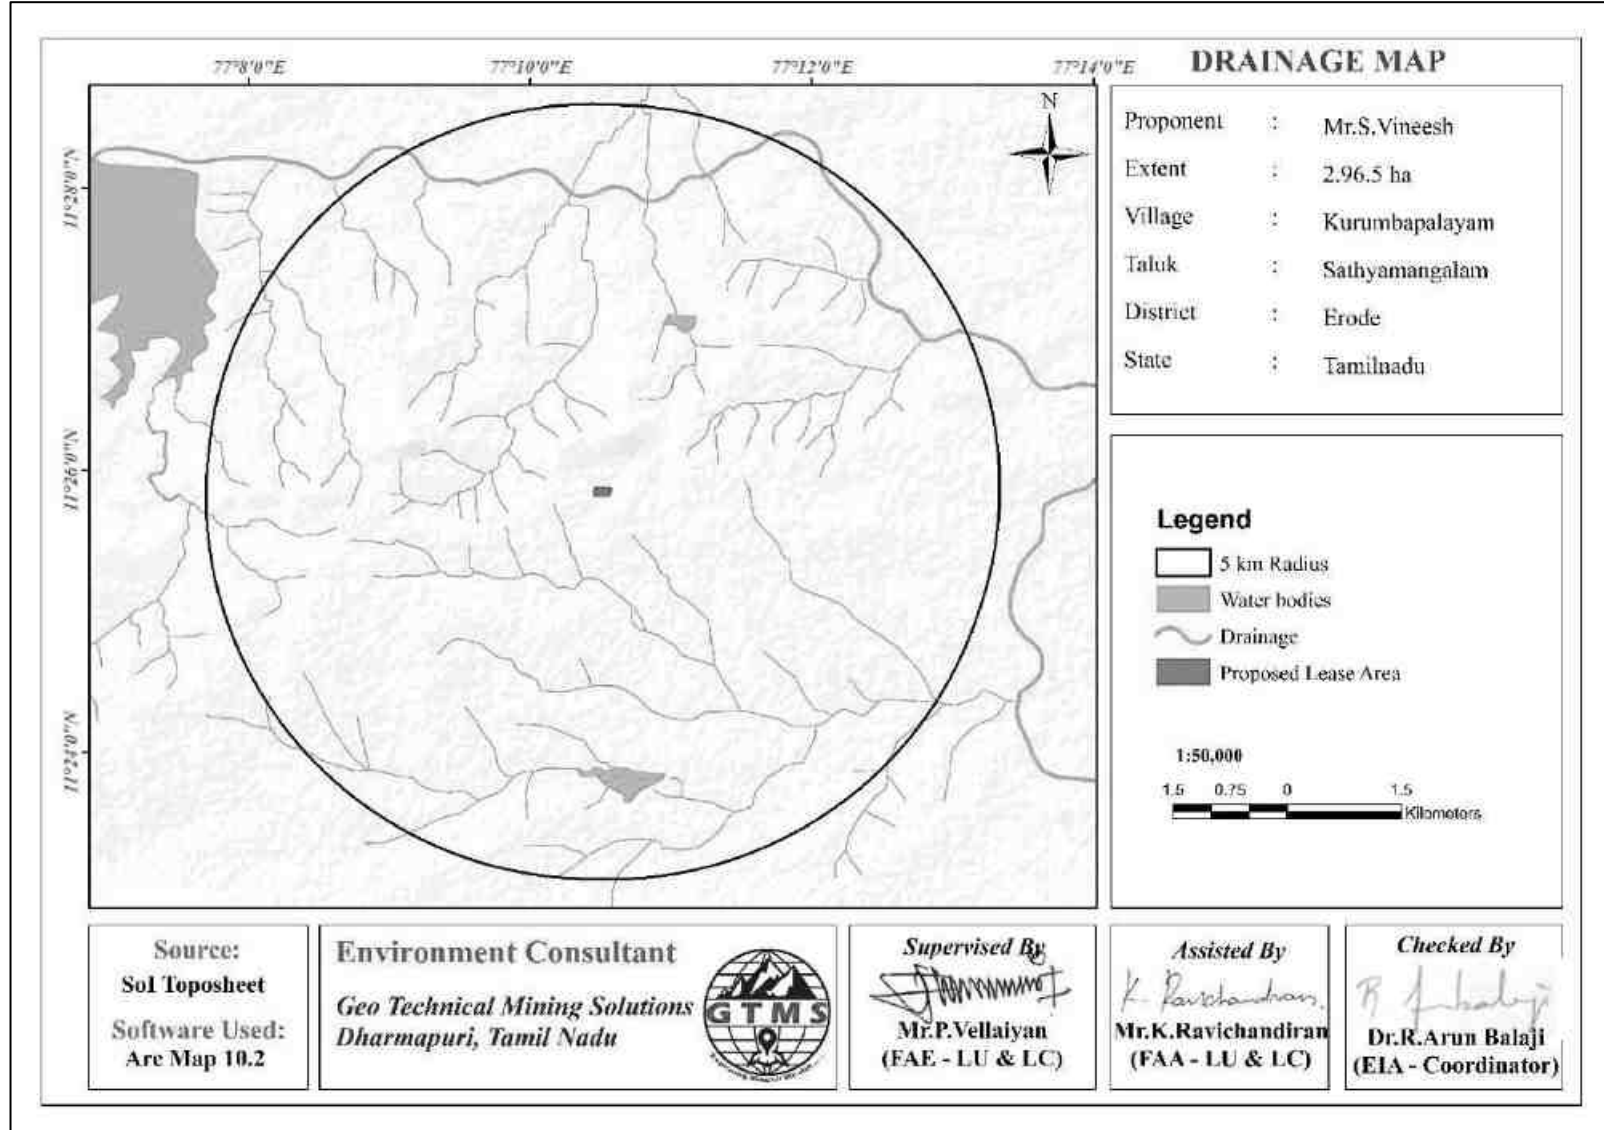 77°8'0"E 77°10'0"E 77°12'0"E 77°14'0"E
DRAINAGE MAP
N
11°28'0"N
11°26'0"N
11°24'0"N
Proponent : Mr.S.Vineesh
Extent : 2.96.5 ha
Village : Kurumbapalayam
Taluk : Sathyamangalam
District : Erode
State : Tamilnadu
Legend
5 km Radius
Water bodies
Drainage
Proposed Lease Area
1:50,000
1.5 0.75 0 1.5
Kilometers
Source:
SoI Toposheet
Software Used:
Arc Map 10.2
Environment Consultant
Geo Technical Mining Solutions
Dharmapuri, Tamil Nadu
GTMS
Supervised By
Mr.P.Vellaiyan
(FAE - LU & LC)
Assisted By
K. Ravichandran.
Mr.K.Ravichandiran
(FAA - LU & LC)
Checked By
Dr.R.Arun Balaji
(EIA - Coordinator)